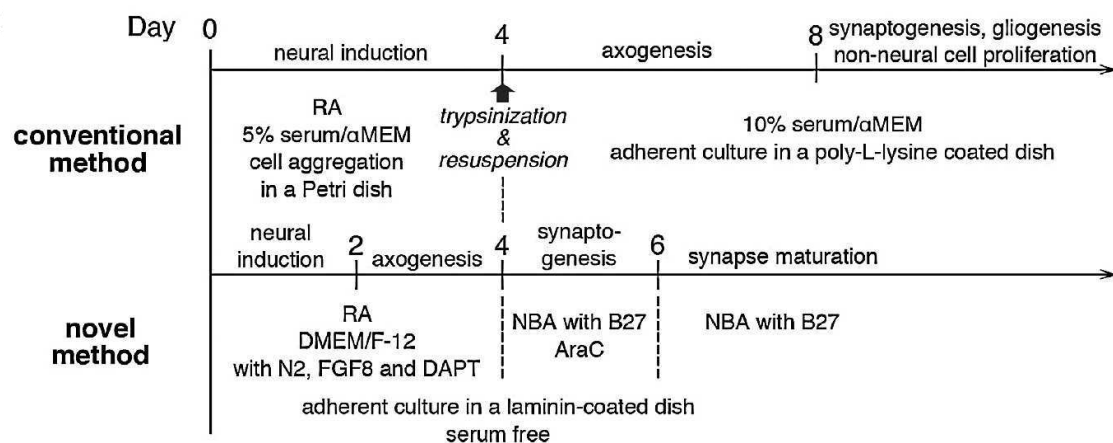 Day 0 4 8 synaptogenesis, gliogenesis
neural induction axogenesis non-neural cell proliferation
conventional
method
RA
5% serum/αMEM
cell aggregation
in a Petri dish
trypsinization
&
resuspension
10% serum/αMEM
adherent culture in a poly-L-lysine coated dish
neural
induction
2
axogenesis
4
synapto-
genesis
6
synapse maturation
novel
method
RA
DMEM/F-12
with N2, FGF8 and DAPT
NBA with B27
AraC
NBA with B27
adherent culture in a laminin-coated dish
serum free